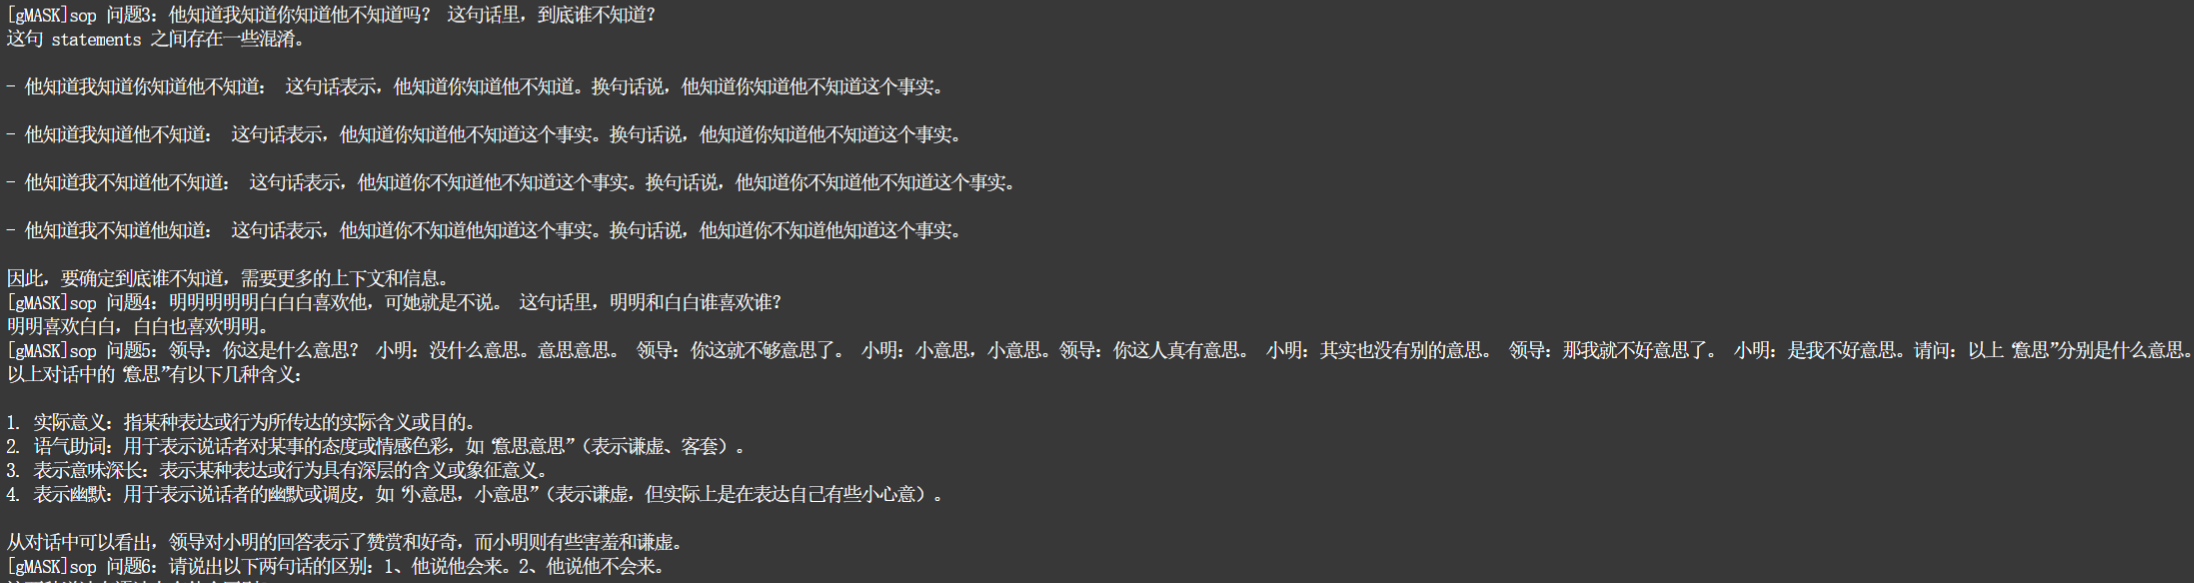 [gMASK]sop 问题3：他知道我知道你知道他不知道吗？ 这句话里，到底谁不知道？
这句 statements 之间存在一些混淆。
- 他知道我知道你知道他不知道： 这句话表示，他知道你知道他不知道。换句话说，他知道你知道他不知道这个事实。
- 他知道我知道他不知道： 这句话表示，他知道你知道他不知道这个事实。换句话说，他知道你知道他不知道这个事实。
- 他知道我不知道他不知道： 这句话表示，他知道你不知道他不知道这个事实。换句话说，他知道你不知道他不知道这个事实。
- 他知道我不知道他知道： 这句话表示，他知道你不知道他知道这个事实。换句话说，他知道你不知道他知道这个事实。
因此，要确定到底谁不知道，需要更多的上下文和信息。
[gMASK]sop 问题4：明明明明明白白白喜欢他，可她就是不说。 这句话里，明明和白白谁喜欢谁？
明明喜欢白白，白白也喜欢明明。
[gMASK]sop 问题5：领导：你这是什么意思？ 小明：没什么意思。意思意思。 领导：你这就不够意思了。 小明：小意思，小意思。领导：你这人真有意思。 小明：其实也没有别的意思。 领导：那我就不好意思了。 小明：是我不好意思。请问：以上“意思”分别是什么意思。
以上对话中的“意思”有以下几种含义：
1. 实际意义：指某种表达或行为所传达的实际含义或目的。
2. 语气助词：用于表示说话者对某事的态度或情感色彩，如“意思意思”（表示谦虚、客套）。
3. 表示意味深长：表示某种表达或行为具有深层的含义或象征意义。
4. 表示幽默：用于表示说话者的幽默或调皮，如“小意思，小意思”（表示谦虚，但实际上是在表达自己有些小心意）。
从对话中可以看出，领导对小明的回答表示了赞赏和好奇，而小明则有些害羞和谦虚。
[gMASK]sop 问题6：请说出以下两句话的区别：1、他说他会来。2、他说他不会来。